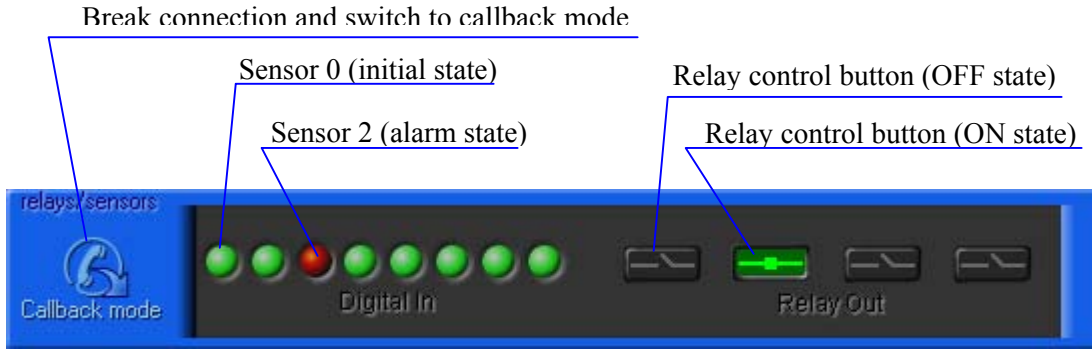 Break connection and switch to callback mode
Sensor 0 (initial state)
Relay control button (OFF state)
Sensor 2 (alarm state)
Relay control button (ON state)
relays/sensors
Callback mode
Digital In
Relay Out